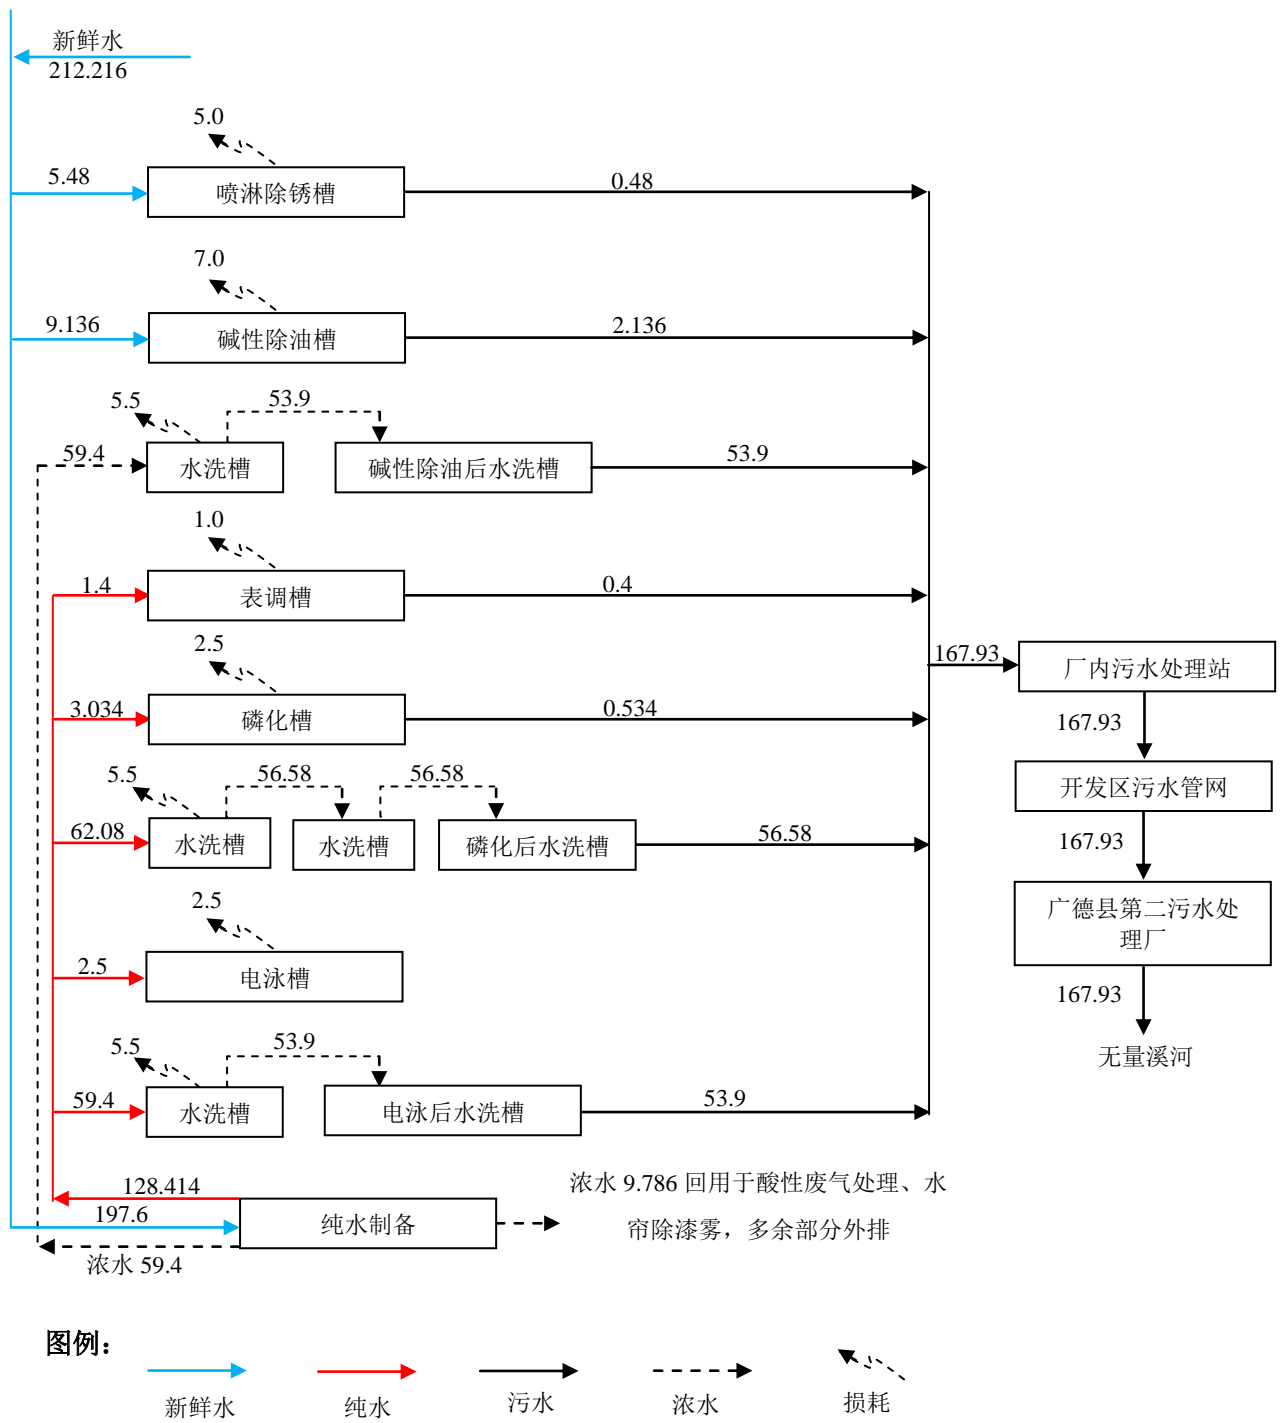 新鲜水
212.216
5.0
5.48
喷淋除锈槽
0.48
7.0
9.136
碱性除油槽
2.136
5.5
53.9
59.4
水洗槽
碱性除油后水洗槽
53.9
1.0
1.4
表调槽
0.4
2.5
3.034
磷化槽
0.534
167.93
厂内污水处理站
167.93
5.5
56.58
56.58
62.08
水洗槽
水洗槽
磷化后水洗槽
56.58
开发区污水管网
167.93
2.5
2.5
电泳槽
广德县第二污水处
理厂
167.93
无量溪河
5.5
53.9
59.4
水洗槽
电泳后水洗槽
53.9
128.414
197.6
纯水制备
浓水 59.4
浓水 9.786 回用于酸性废气处理、水
帘除漆雾，多余部分外排
图例：
新鲜水
纯水
污水
浓水
损耗